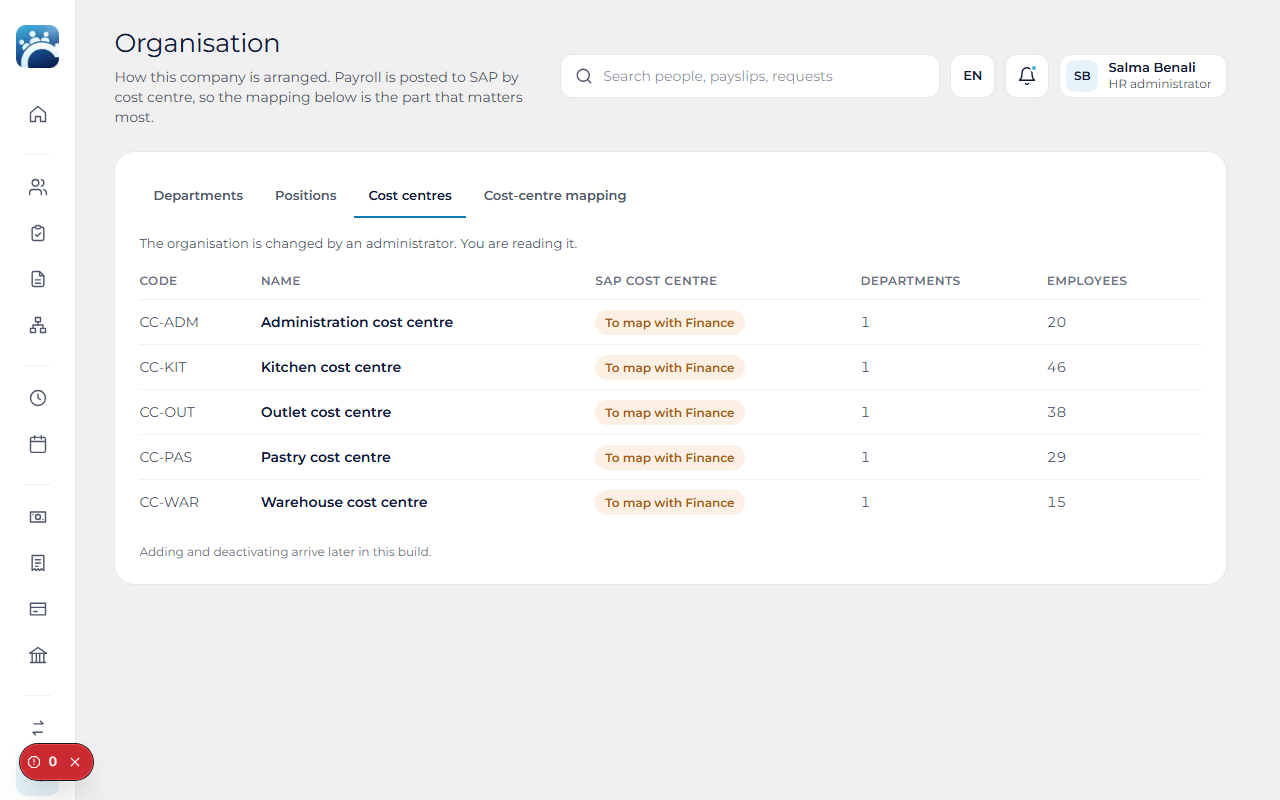 Organisation
How this company is arranged. Payroll is posted to SAP by
cost centre, so the mapping below is the part that matters
most.
Search people, payslips, requests
EN
SB
Salma Benali
HR administrator
Departments
Positions
Cost centres
Cost-centre mapping
The organisation is changed by an administrator. You are reading it.
CODE NAME SAP COST CENTRE DEPARTMENTS EMPLOYEES
CC-ADM Administration cost centre To map with Finance 1 20
CC-KIT Kitchen cost centre To map with Finance 1 46
CC-OUT Outlet cost centre To map with Finance 1 38
CC-PAS Pastry cost centre To map with Finance 1 29
CC-WAR Warehouse cost centre To map with Finance 1 15
Adding and deactivating arrive later in this build.
0